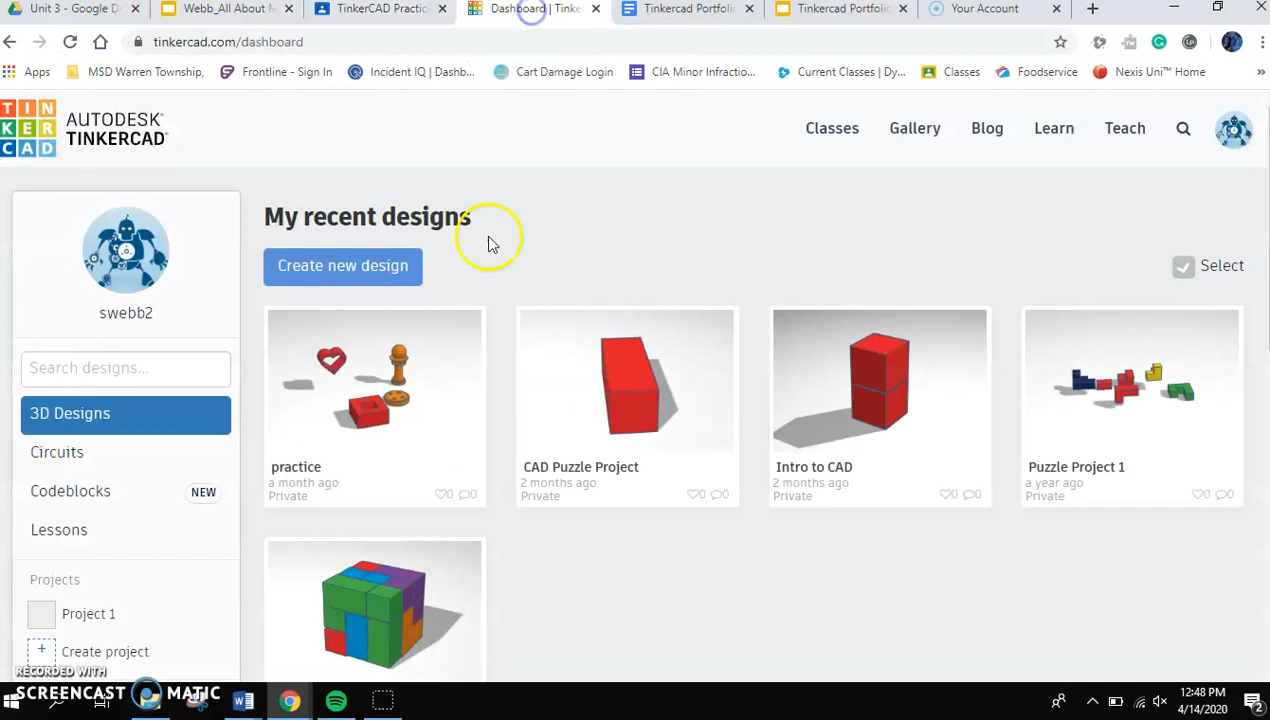 Unit 3 - Google D
Webb_All About M
TinkerCAD Practic
Dashboard | Tinke
Tinkercad Portfoli
Tinkercad Portfoli
Your Account
tinkercad.com/dashboard
Apps
MSD Warren Township,
Frontline - Sign In
Incident IQ | Dashb...
Cart Damage Login
CIA Minor Infractio...
Current Classes | Dy...
Classes
Foodservice
Nexis Uni™ Home
TINKERCAD
AUTODESK®
TINKERCAD®
Classes
Gallery
Blog
Learn
Teach
My recent designs
Create new design
Select
swebb2
Search designs...
3D Designs
Circuits
Codeblocks
NEW
Lessons
Projects
Project 1
Create project
practice
a month ago
Private
0
0
CAD Puzzle Project
2 months ago
Private
0
0
Intro to CAD
2 months ago
Private
0
0
Puzzle Project 1
a year ago
Private
0
0
RECORDED WITH
SCREENCAST MATIC
12:48 PM
4/14/2020
2